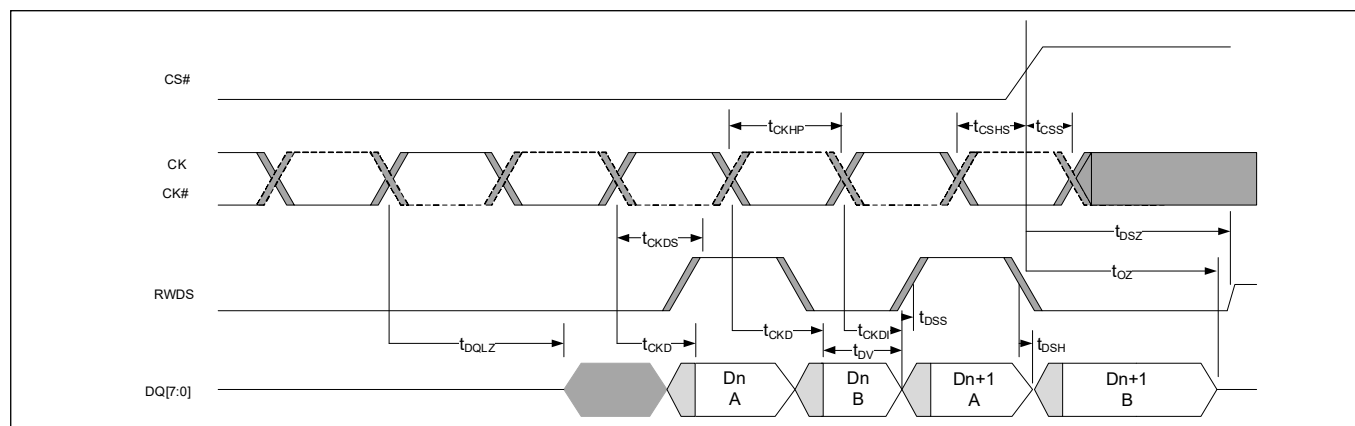 CS#
tCKHP
tCSHS
tCSS
CK
CK#
tCKDS
tDSZ
tOZ
RWDS
tDSS
tDQLZ
tCKD
tCKD
tCKDI
tDV
tDSH
DQ[7:0]
Dn
A
Dn
B
Dn+1
A
Dn+1
B